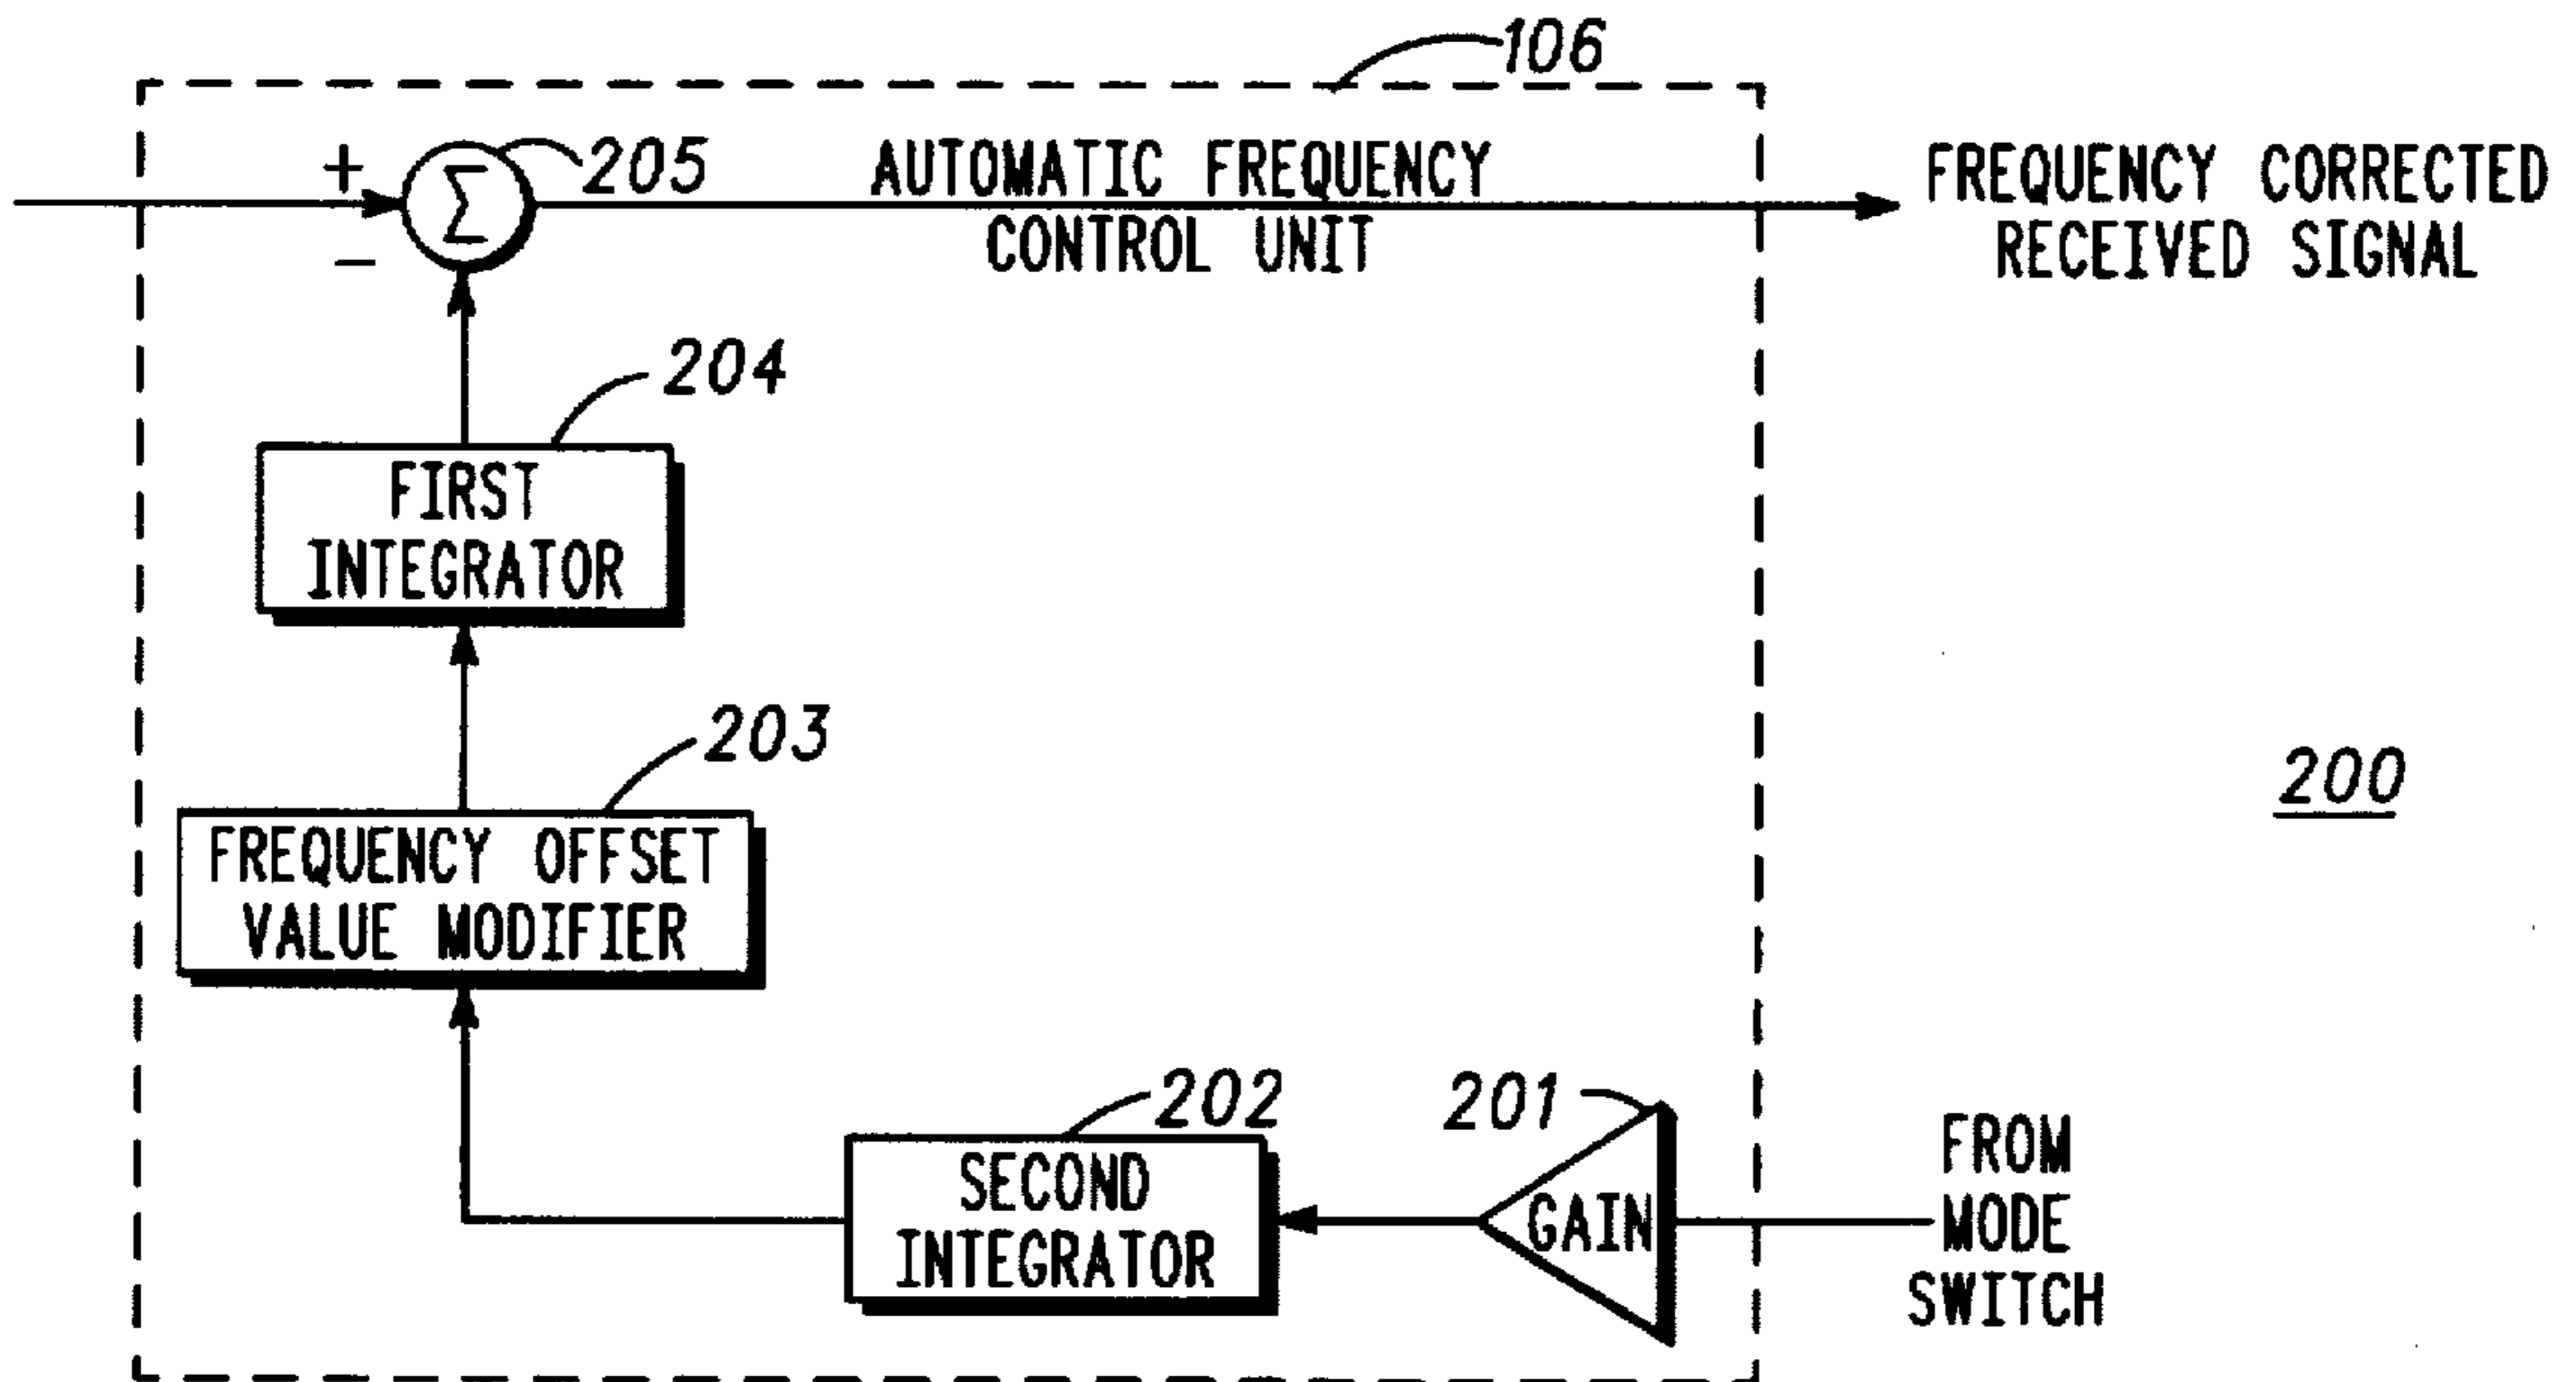 106
+
Σ
205
−
AUTOMATIC FREQUENCY
CONTROL UNIT
FREQUENCY CORRECTED
RECEIVED SIGNAL
204
FIRST
INTEGRATOR
203
FREQUENCY OFFSET
VALUE MODIFIER
200
202
SECOND
INTEGRATOR
201
GAIN
FROM
MODE
SWITCH